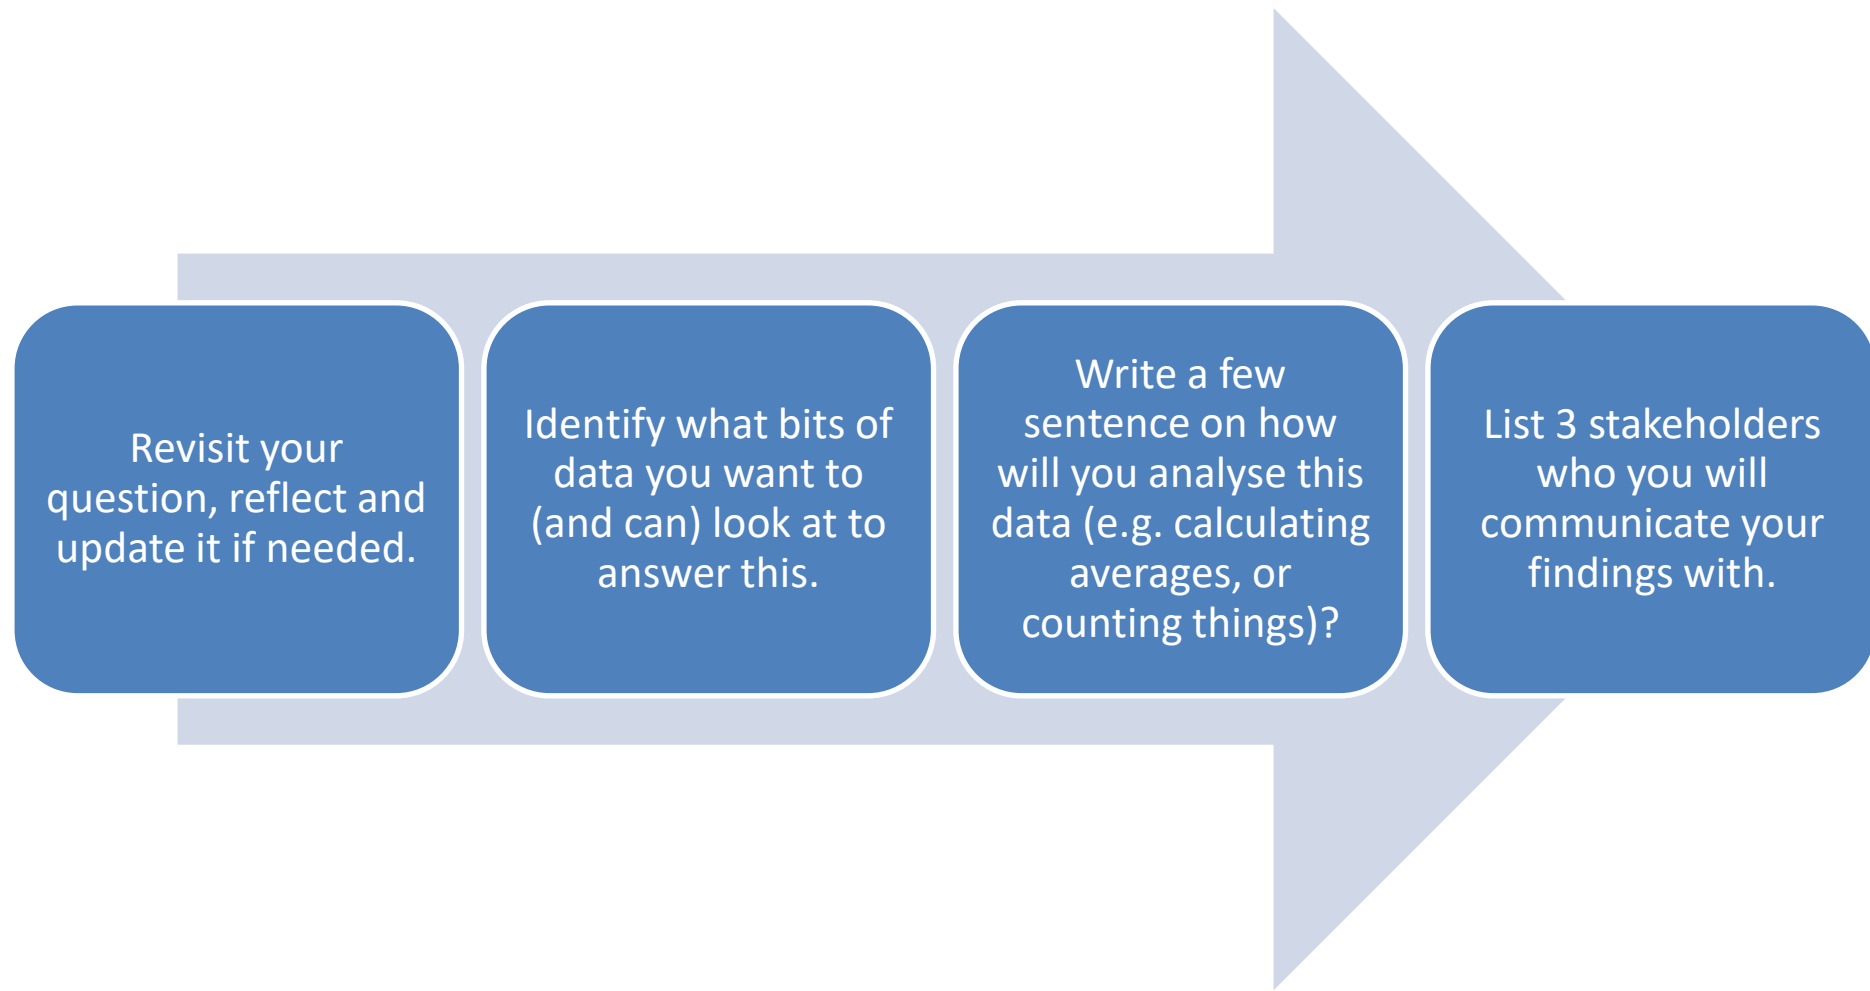 Revisit your
question, reflect and
update it if needed.
Identify what bits of
data you want to
(and can) look at to
answer this.
Write a few
sentence on how
will you analyse this
data (e.g. calculating
averages, or
counting things)?
List 3 stakeholders
who you will
communicate your
findings with.